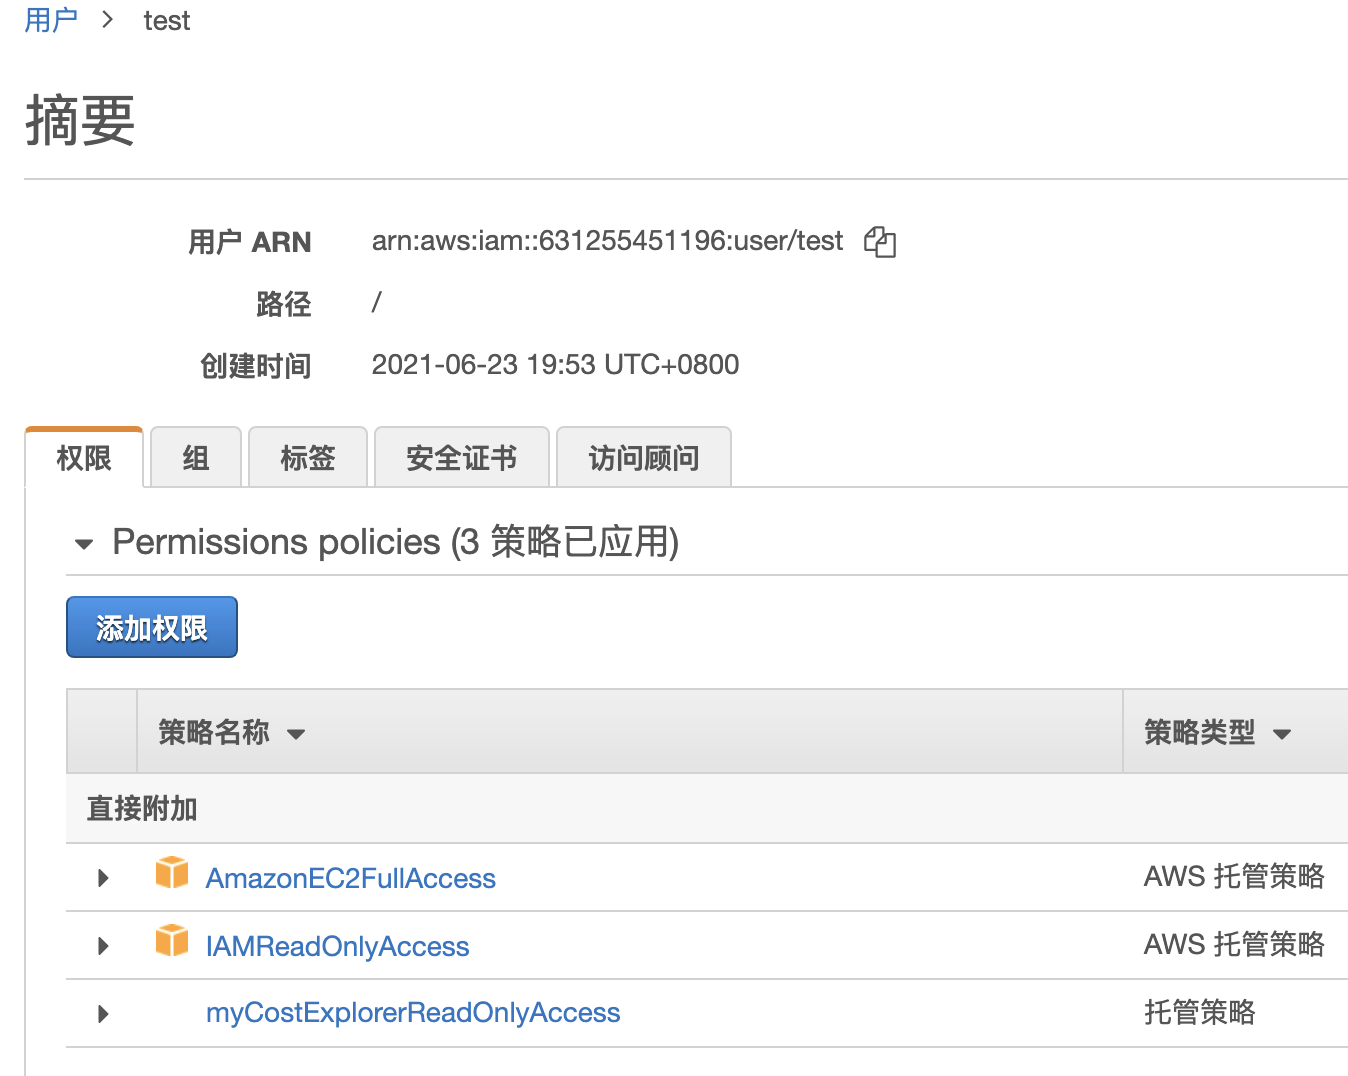 用户 > test
摘要
用户 ARN arn:aws:iam::631255451196:user/test
路径 /
创建时间 2021-06-23 19:53 UTC+0800
权限 组 标签 安全证书 访问顾问
Permissions policies (3 策略已应用)
添加权限
策略名称 策略类型
直接附加
AmazonEC2FullAccess AWS 托管策略
IAMReadOnlyAccess AWS 托管策略
myCostExplorerReadOnlyAccess 托管策略